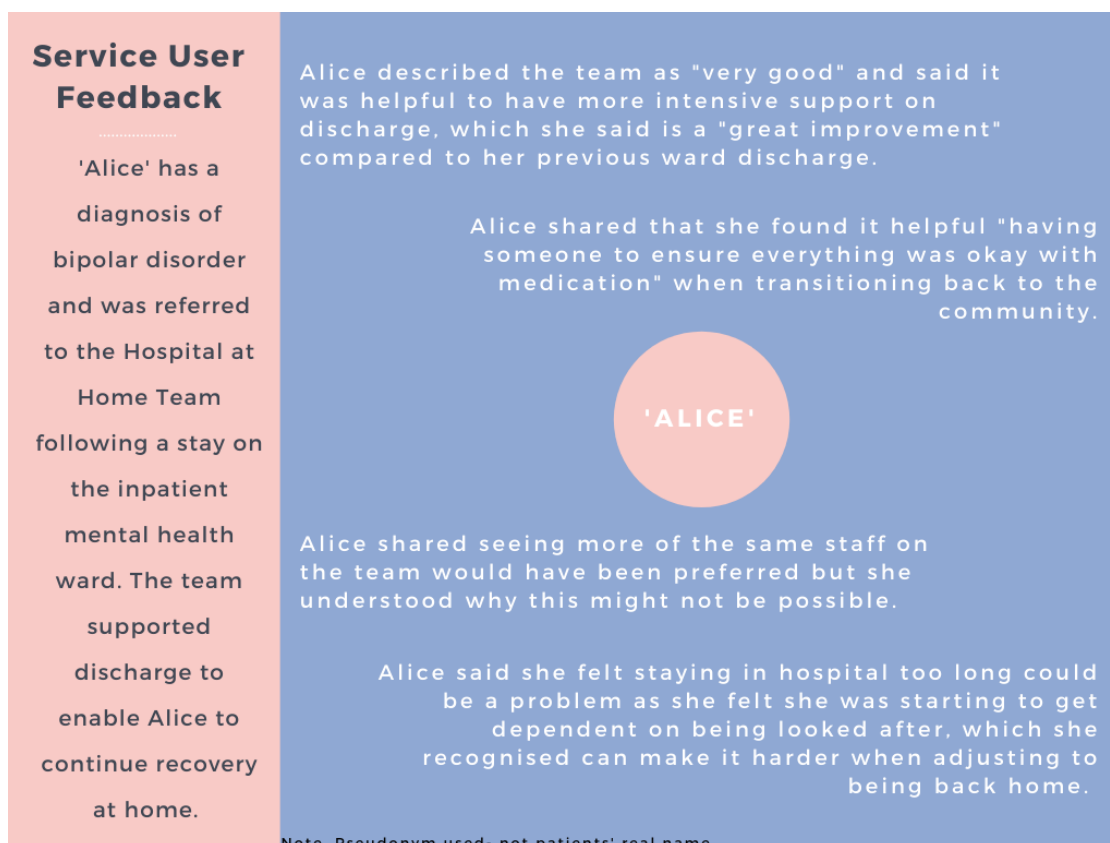 Service User
Feedback
'Alice' has a
diagnosis of
bipolar disorder
and was referred
to the Hospital at
Home Team
following a stay on
the inpatient
mental health
ward. The team
supported
discharge to
enable Alice to
continue recovery
at home.
Alice described the team as "very good" and said it
was helpful to have more intensive support on
discharge, which she said is a "great improvement"
compared to her previous ward discharge.
Alice shared that she found it helpful "having
someone to ensure everything was okay with
medication" when transitioning back to the
community.
'ALICE'
Alice shared seeing more of the same staff on
the team would have been preferred but she
understood why this might not be possible.
Alice said she felt staying in hospital too long could
be a problem as she felt she was starting to get
dependent on being looked after, which she
recognised can make it harder when adjusting to
being back home.
Note. Pseudonym used- not patients' real name